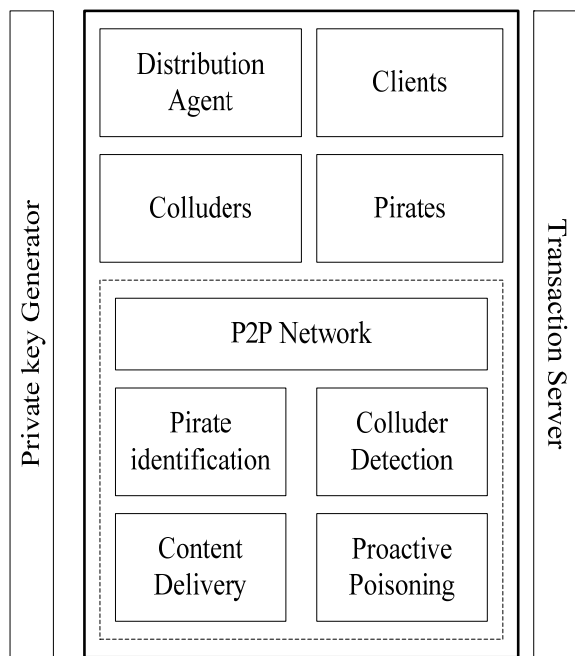 Private key Generator
Distribution
Agent
Clients
Colluders
Pirates
P2P Network
Pirate
identification
Colluder
Detection
Content
Delivery
Proactive
Poisoning
Transaction Server